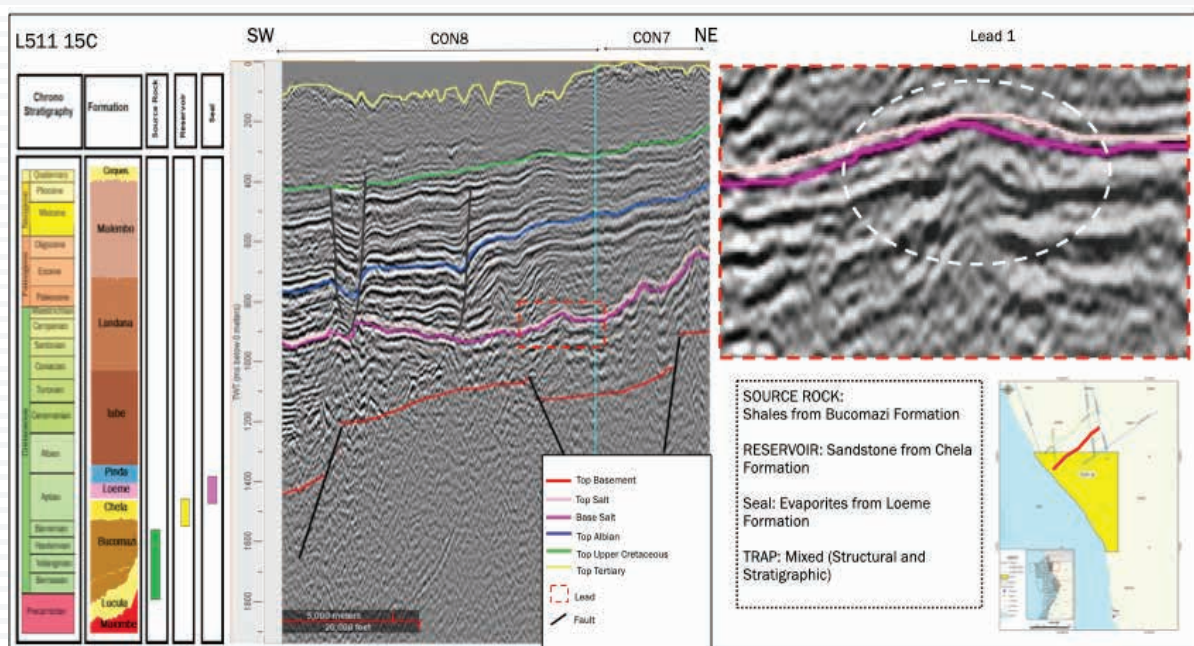 L511 15C
SW
CON8
CON7
NE
Lead 1
Chrono
Stratigraphy
Formation
Source Rock
Reservoir
Seal
Quaternary
Pliocene
Miocene
Oligocene
Eocene
Paleocene
Campanian
Santonian
Coniacian
Turonian
Cenomanian
Albian
Aptian
Barremian
Berriasian
Precambrian
Cretaceous
Coques
Malembo
Landana
Iabe
Pinda
Loeme
Chela
Bucomazi
Lucula
TWT (ms below 0 meters)
0
200
400
600
800
1000
1200
1400
1600
1800
5,000 meters
20,000 feet
Top Basement
Top Salt
Base Salt
Top Albian
Top Upper Cretaceous
Top Tertiary
Lead
Fault
SOURCE ROCK:
Shales from Bucomazi Formation
RESERVOIR: Sandstone from Chela
Formation
Seal: Evaporites from Loeme
Formation
TRAP: Mixed (Structural and
Stratigraphic)